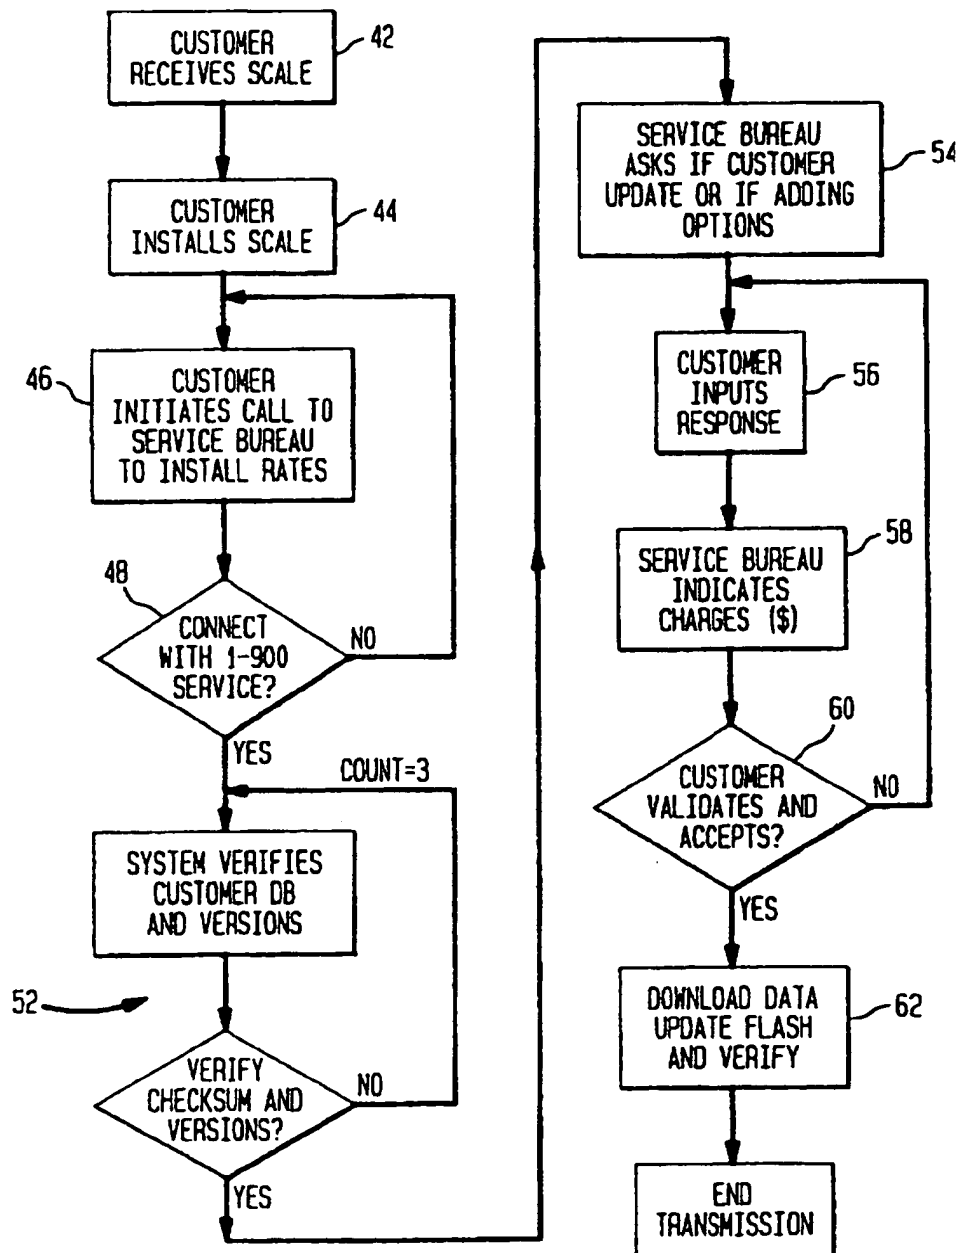 CUSTOMER
RECEIVES SCALE
42
CUSTOMER
INSTALLS SCALE
44
46
CUSTOMER
INITIATES CALL TO
SERVICE BUREAU
TO INSTALL RATES
48
CONNECT
WITH 1-900
SERVICE?
NO
YES
COUNT=3
SYSTEM VERIFIES
CUSTOMER DB
AND VERSIONS
52
VERIFY
CHECKSUM AND
VERSIONS?
NO
YES
SERVICE BUREAU
ASKS IF CUSTOMER
UPDATE OR IF ADDING
OPTIONS
54
CUSTOMER
INPUTS
RESPONSE
56
SERVICE BUREAU
INDICATES
CHARGES ($)
58
60
CUSTOMER
VALIDATES AND
ACCEPTS?
NO
YES
DOWNLOAD DATA
UPDATE FLASH
AND VERIFY
62
END
TRANSMISSION